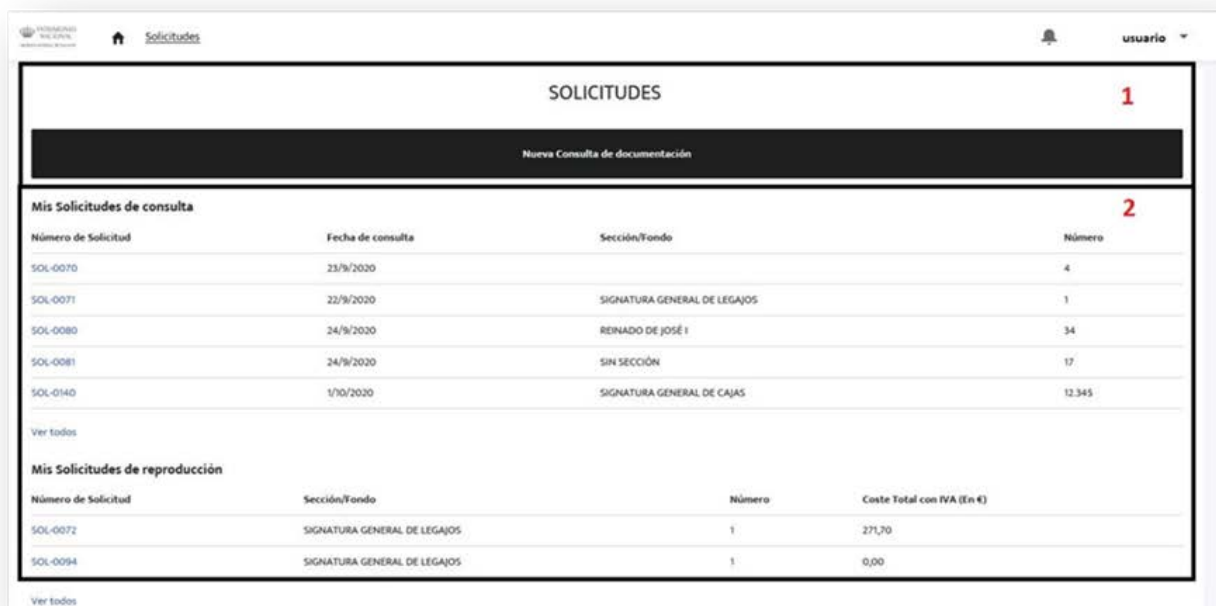 PATRIMONIO
NACIONAL
Solicitudes
usuario
SOLICITUDES
1
Nueva Consulta de documentación
2
Mis Solicitudes de consulta
Número de Solicitud Fecha de consulta Sección/Fondo Número
SOL-0070 23/9/2020 4
SOL-0071 22/9/2020 SIGNATURA GENERAL DE LEGAJOS 1
SOL-0080 24/9/2020 REINADO DE JOSÉ I 34
SOL-0081 24/9/2020 SIN SECCIÓN 17
SOL-0140 1/10/2020 SIGNATURA GENERAL DE CAJAS 12.345
Ver todos
Mis Solicitudes de reproducción
Número de Solicitud Sección/Fondo Número Coste Total con IVA (En €)
SOL-0072 SIGNATURA GENERAL DE LEGAJOS 1 271,70
SOL-0094 SIGNATURA GENERAL DE LEGAJOS 1 0,00
Ver todos